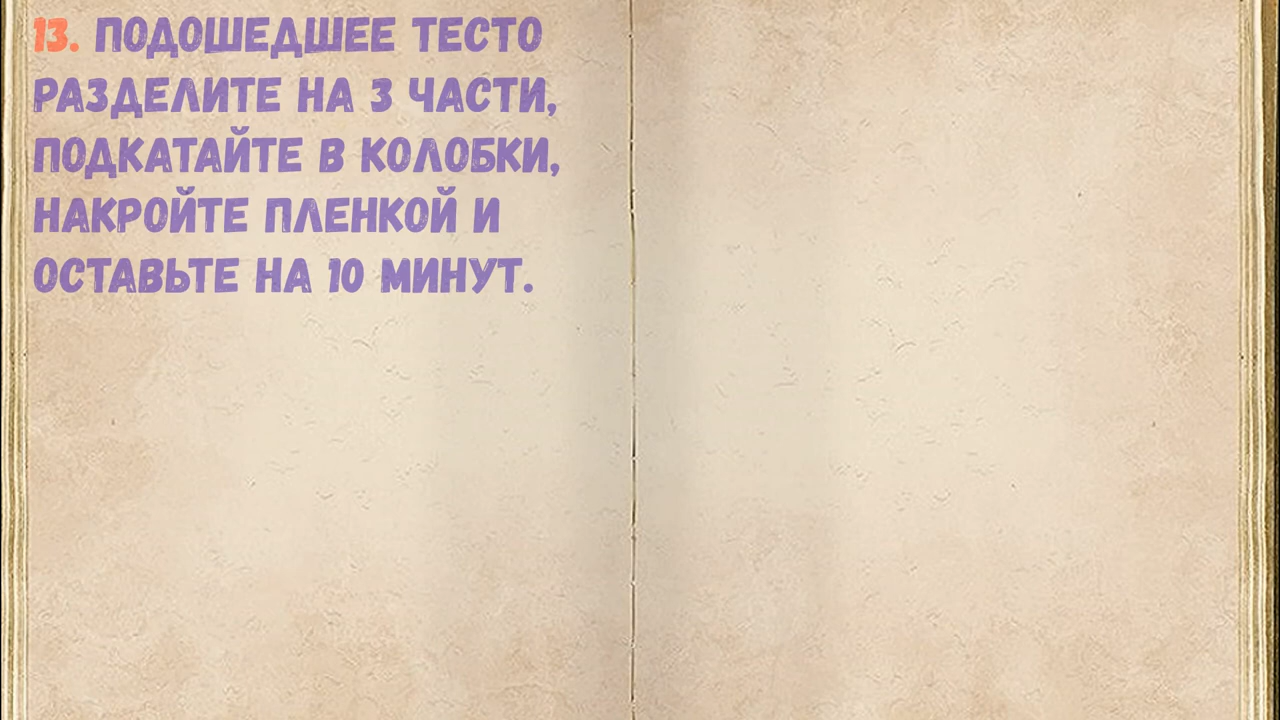 13. ПОДОШЕДШЕЕ ТЕСТО
РАЗДЕЛИТЕ НА 3 ЧАСТИ,
ПОДКАТАЙТЕ В КОЛОБКИ,
НАКРОЙТЕ ПЛЕНКОЙ И
ОСТАВЬТЕ НА 10 МИНУТ.